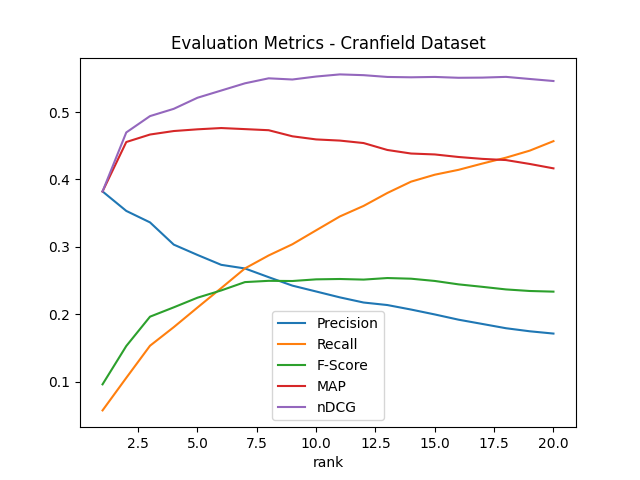 Evaluation Metrics - Cranfield Dataset
0.5
0.4
0.3
0.2
0.1
Precision
Recall
F-Score
MAP
nDCG
2.5 5.0 7.5 10.0 12.5 15.0 17.5 20.0
rank